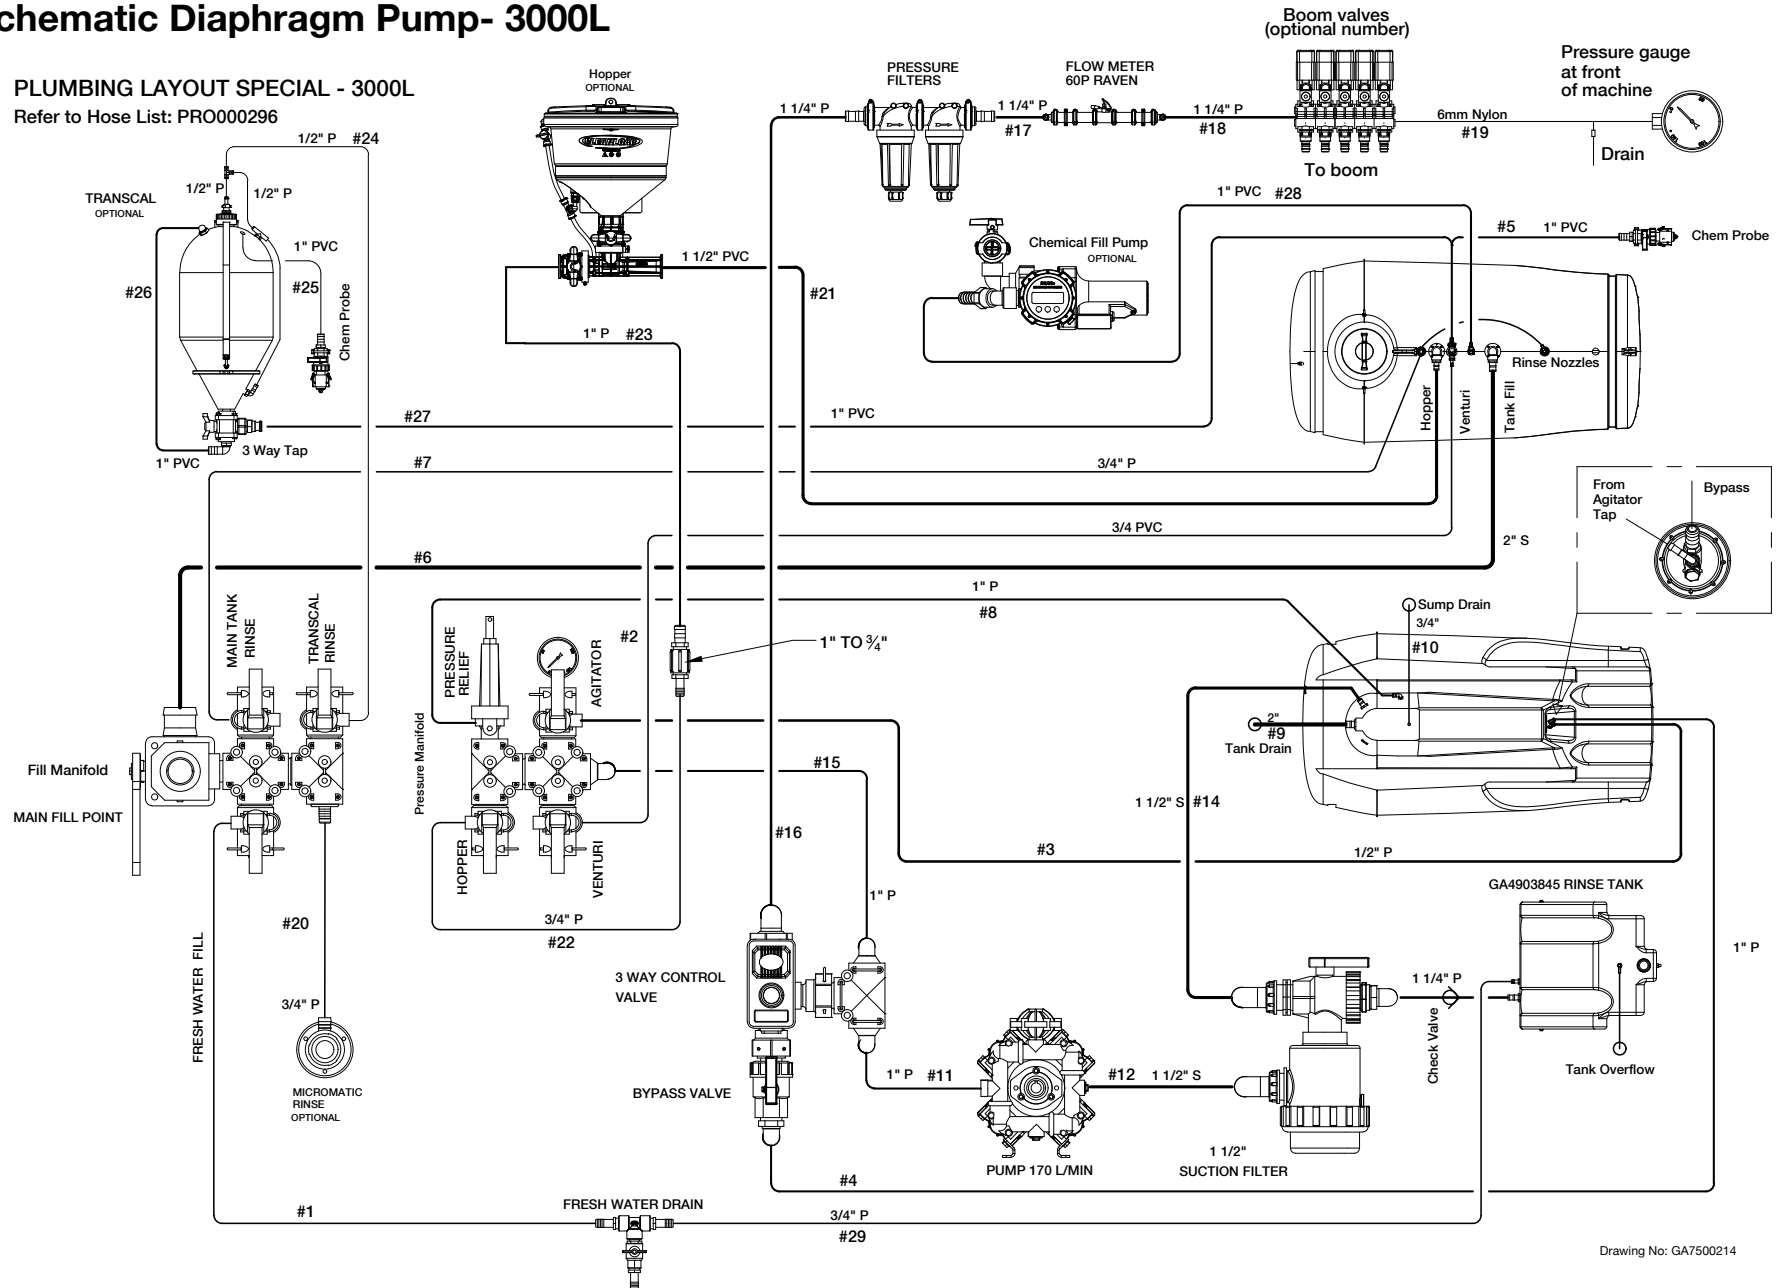 chematic Diaphragm Pump- 3000L
PLUMBING LAYOUT SPECIAL - 3000L
Refer to Hose List: PRO000296
1/2" P #24
1/2" P
1/2" P
TRANSCAL
OPTIONAL
#26
1" PVC
#25
Chem Probe
3 Way Tap
1" PVC
Hopper
OPTIONAL
1 1/2" PVC
#21
1" P #23
1 1/4" P
PRESSURE
FILTERS
1 1/4" P
#17
FLOW METER
60P RAVEN
1 1/4" P
#18
Boom valves
(optional number)
To boom
6mm Nylon
#19
Pressure gauge
at front
of machine
Drain
1" PVC #28
Chemical Fill Pump
OPTIONAL
#5 1" PVC
Chem Probe
Rinse Nozzles
Hopper
Venturi
Tank Fill
#27
1" PVC
#7
3/4" P
3/4 PVC
#6
2" S
From
Agitator
Tap
Bypass
1" P
#8
Sump Drain
3/4"
#10
2"
#9
Tank Drain
MAIN TANK
RINSE
TRANSCAL
RINSE
PRESSURE
RELIEF
#2
AGITATOR
1" TO ¾"
Pressure Manifold
Fill Manifold
MAIN FILL POINT
#15
1 1/2" S #14
#16
#3
1/2" P
HOPPER
VENTURI
3/4" P
#22
1" P
GA4903845 RINSE TANK
1" P
#20
FRESH WATER FILL
3/4" P
MICROMATIC
RINSE
OPTIONAL
3 WAY CONTROL
VALVE
BYPASS VALVE
1" P #11
#12 1 1/2" S
PUMP 170 L/MIN
1 1/2"
SUCTION FILTER
1 1/4" P
Check Valve
Tank Overflow
#4
#1
FRESH WATER DRAIN
3/4" P
#29
Drawing No: GA7500214